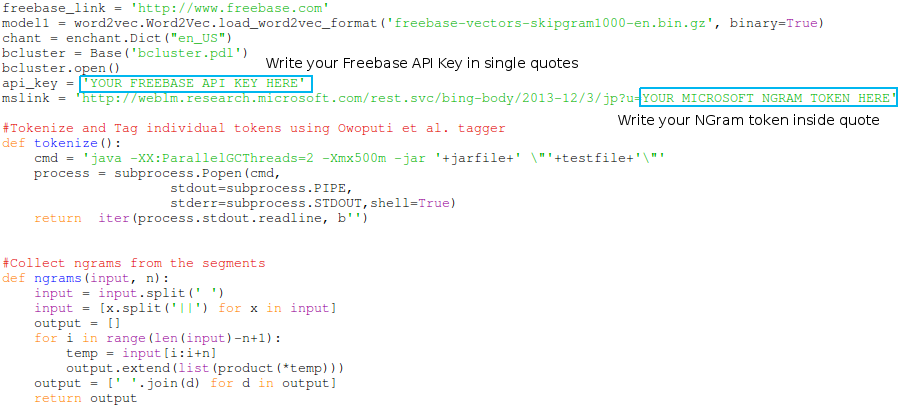 freebase_link = 'http://www.freebase.com'
model1 = word2vec.Word2Vec.load_word2vec_format('freebase-vectors-skipgram1000-en.bin.gz', binary=True)
chant = enchant.Dict("en_US")
bcluster = Base('bcluster.pdl')
bcluster.open()
Write your Freebase API Key in single quotes
api_key = 'YOUR FREEBASE API KEY HERE'
mslink = 'http://weblm.research.microsoft.com/rest.svc/bing-body/2013-12/3/jp?u=YOUR MICROSOFT NGRAM TOKEN HERE'
Write your NGram token inside quote
#Tokenize and Tag individual tokens using Owoputi et al. tagger
def tokenize():
    cmd = 'java -XX:ParallelGCThreads=2 -Xmx500m -jar '+jarfile+' \"'+testfile+'\"'
    process = subprocess.Popen(cmd,
                     stdout=subprocess.PIPE,
                     stderr=subprocess.STDOUT,shell=True)
    return  iter(process.stdout.readline, b'')
#Collect ngrams from the segments
def ngrams(input, n):
    input = input.split(' ')
    input = [x.split('||') for x in input]
    output = []
    for i in range(len(input)-n+1):
        temp = input[i:i+n]
        output.extend(list(product(*temp)))
    output = [' '.join(d) for d in output]
    return output